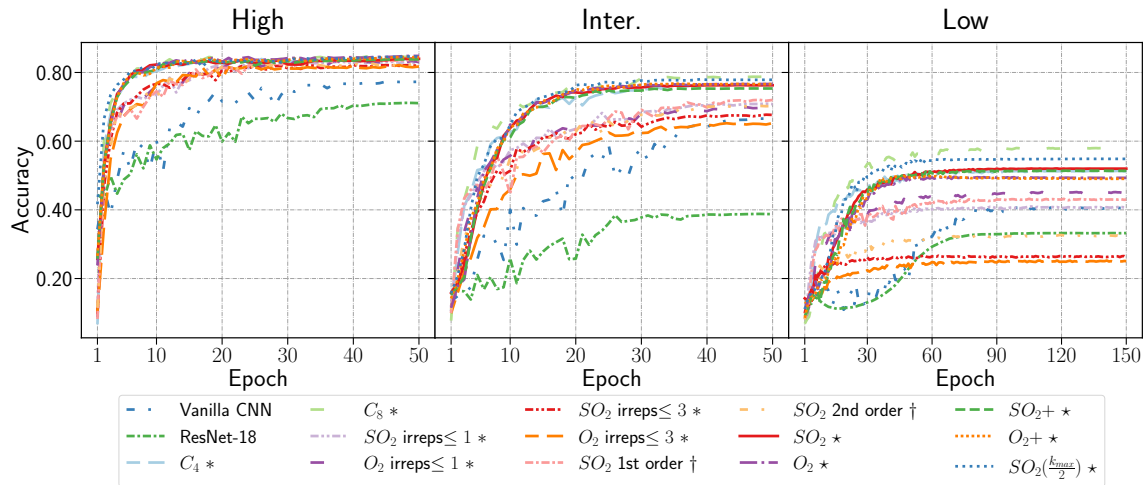 High Inter. Low
Accuracy
0.80
0.60
0.40
0.20
1 10 20 30 40 50
1 10 20 30 40 50
1 30 60 90 120 150
Epoch Epoch Epoch
Vanilla CNN
ResNet-18
C₄ ∗
C₈ ∗
SO₂ irreps≤ 1 ∗
O₂ irreps≤ 1 ∗
SO₂ irreps≤ 3 ∗
O₂ irreps≤ 3 ∗
SO₂ 1st order †
SO₂ 2nd order †
SO₂ ⋆
O₂ ⋆
SO₂+ ⋆
O₂+ ⋆
SO₂(k_max/2) ⋆